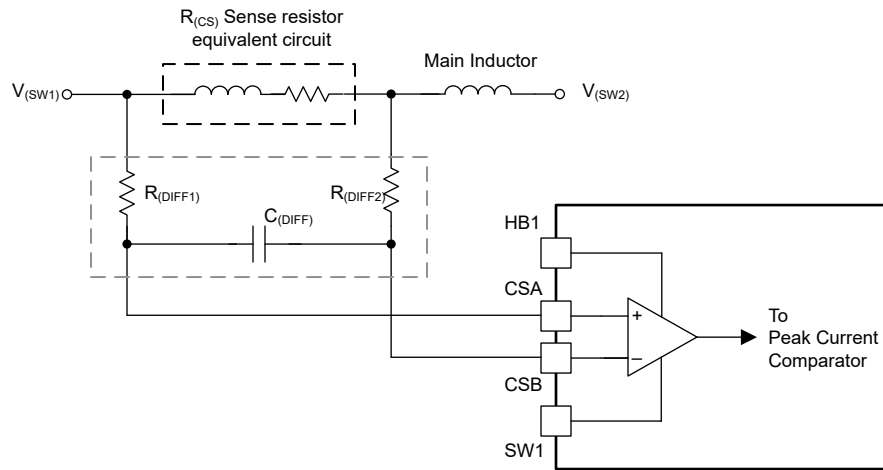 R(CS) Sense resistor
equivalent circuit
Main Inductor
V(SW1)
V(SW2)
R(DIFF1)
R(DIFF2)
C(DIFF)
HB1
CSA
+
To
Peak Current
Comparator
–
CSB
SW1